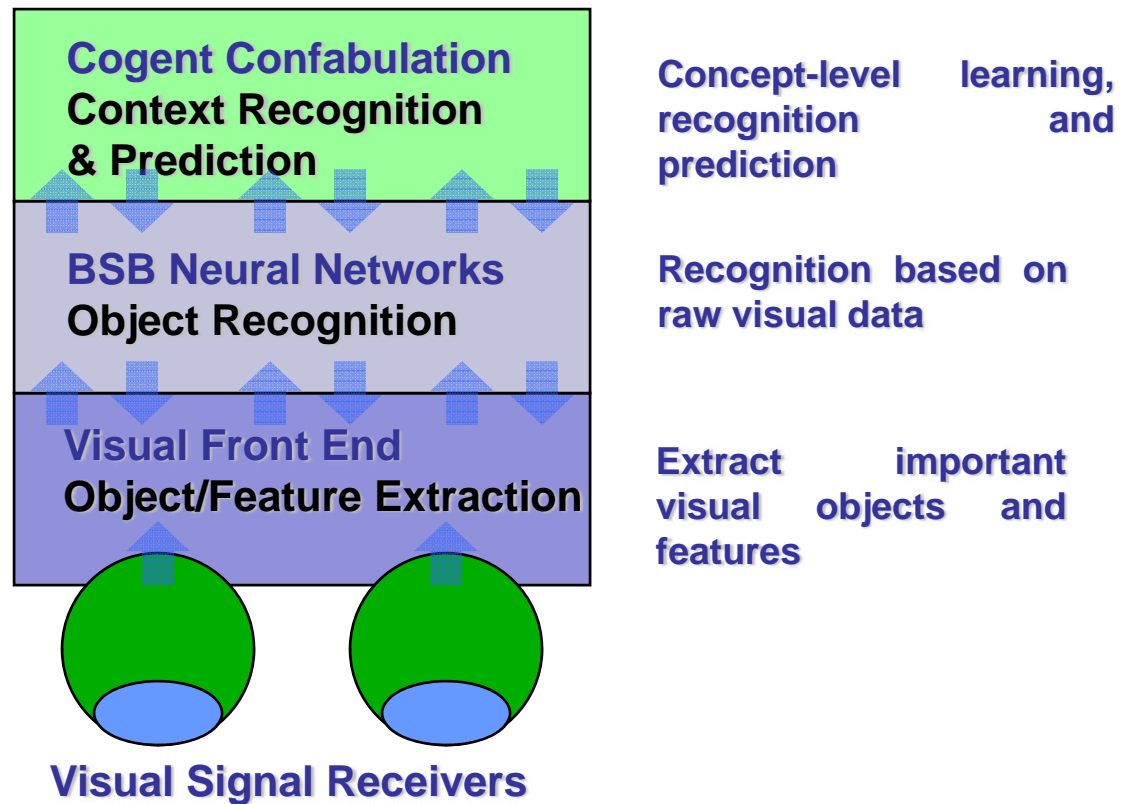 Cogent Confabulation
Context Recognition
& Prediction
Concept-level learning,
recognition and
prediction
BSB Neural Networks
Object Recognition
Recognition based on
raw visual data
Visual Front End
Object/Feature Extraction
Extract important
visual objects and
features
Visual Signal Receivers